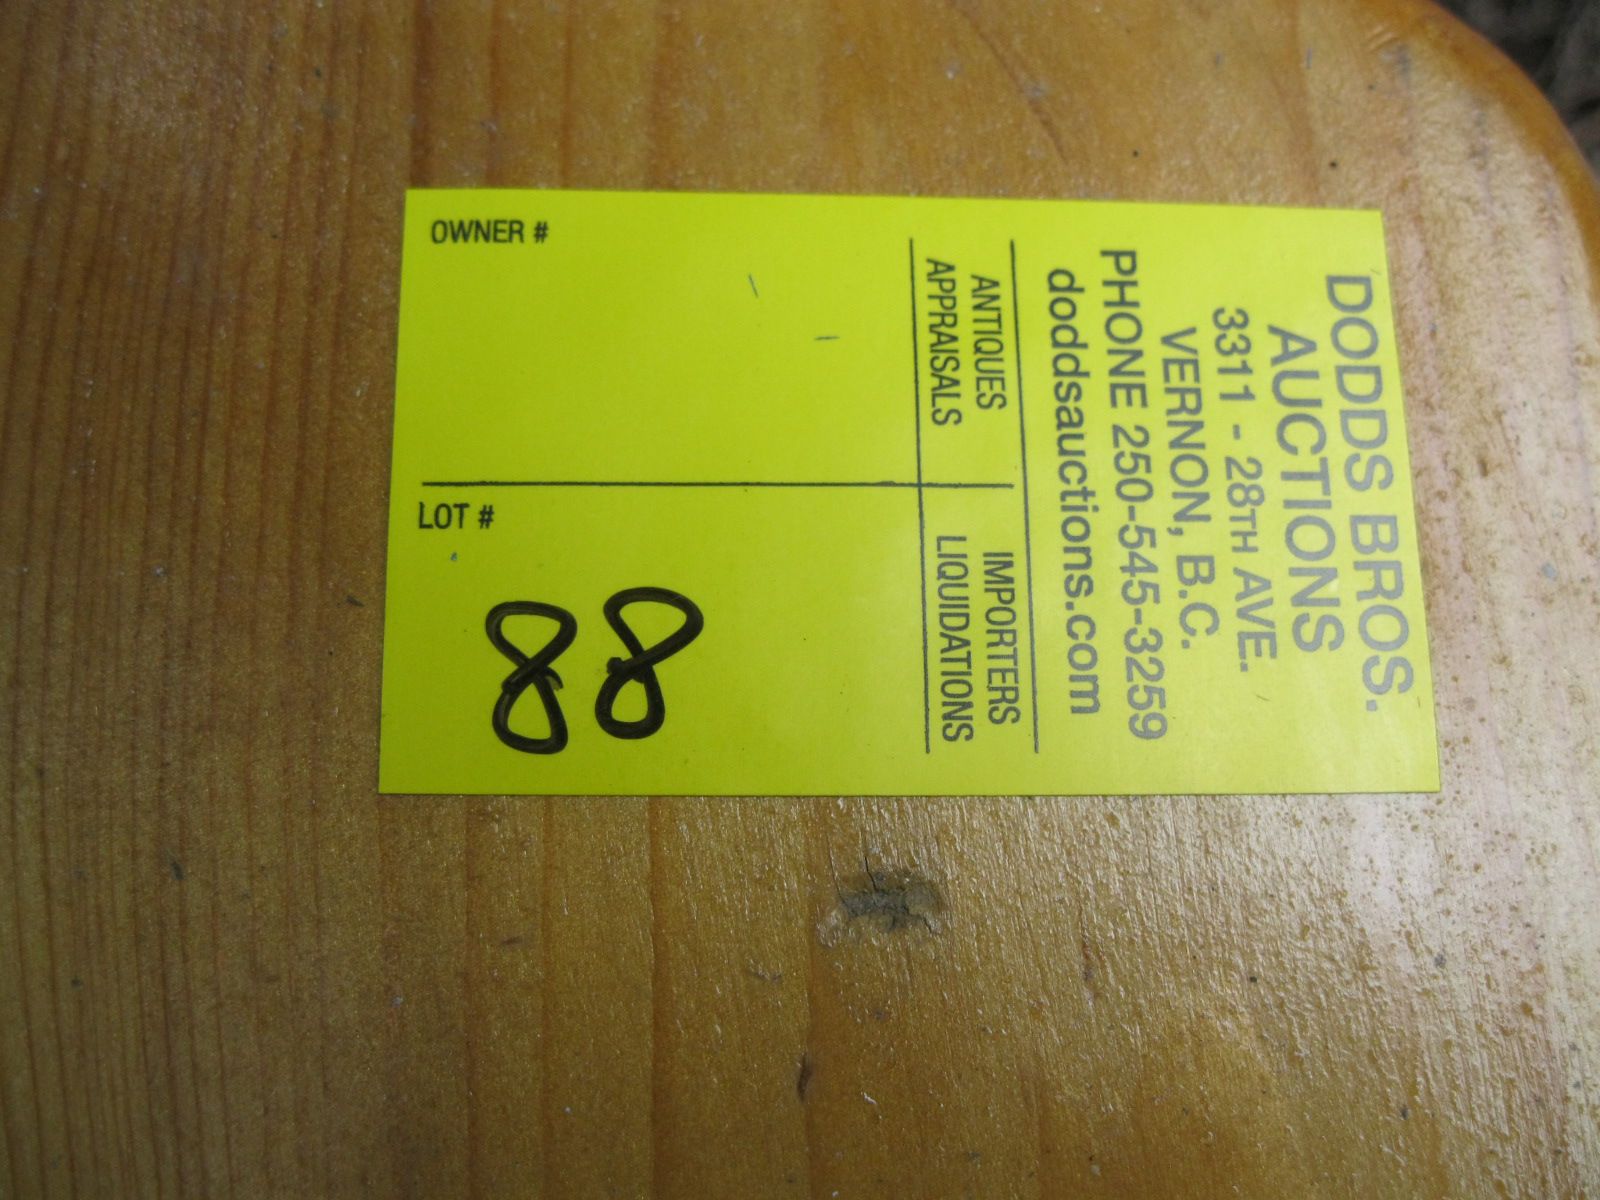 DODDS BROS.
AUCTIONS
3311 - 28TH AVE.
VERNON, B.C.
PHONE 250-545-3259
doddsauctions.com
ANTIQUES IMPORTERS
APPRAISALS LIQUIDATIONS
OWNER #
LOT #
88